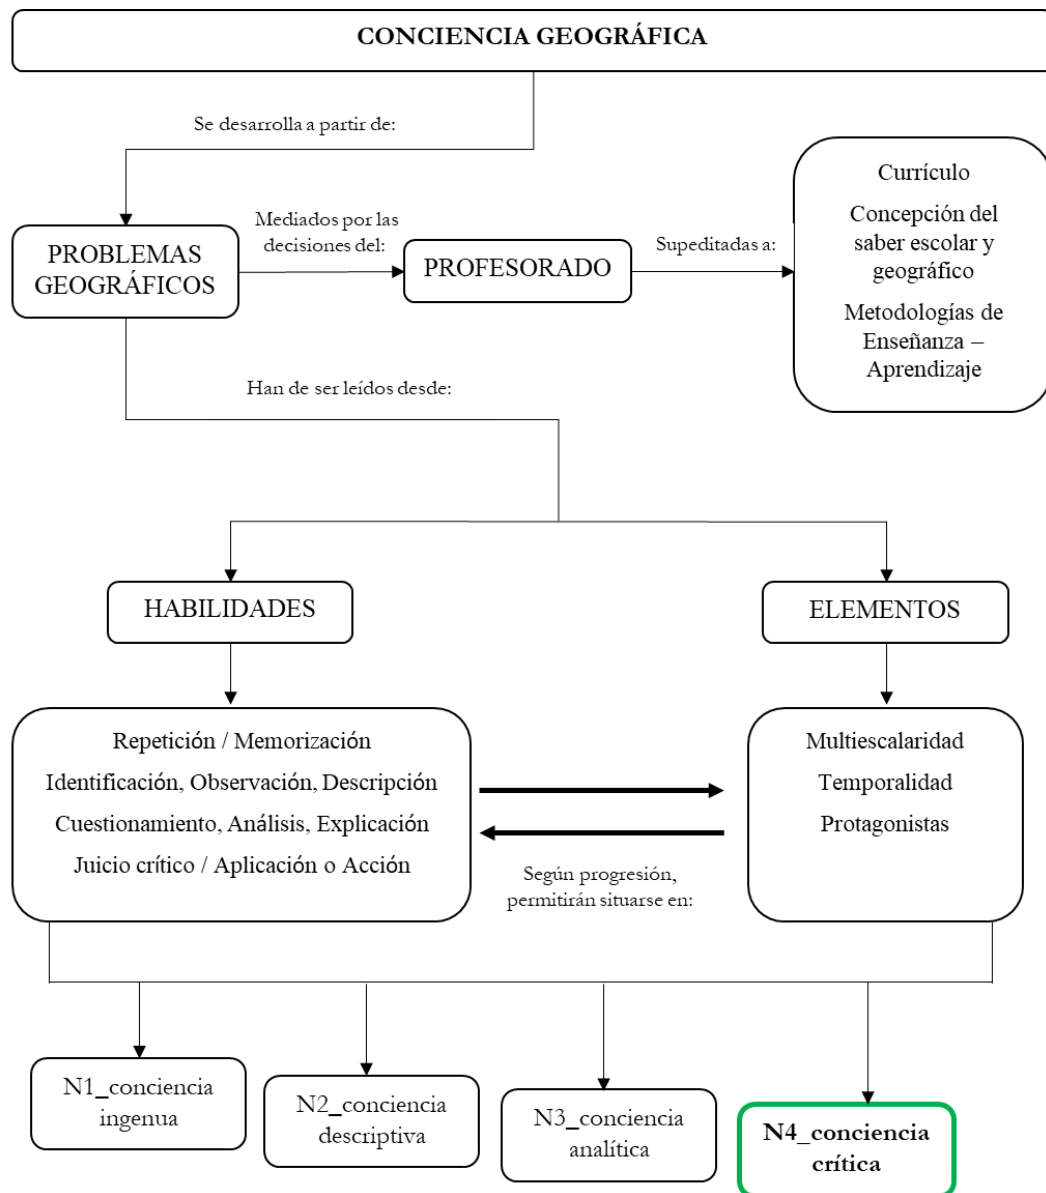 CONCIENCIA GEOGRÁFICA
Se desarrolla a partir de:
PROBLEMAS
GEOGRÁFICOS
Mediados por las
decisiones del:
PROFESORADO
Supeditadas a:
Currículo
Concepción del
saber escolar y
geográfico
Metodologías de
Enseñanza –
Aprendizaje
Han de ser leídos desde:
HABILIDADES
ELEMENTOS
Repetición / Memorización
Identificación, Observación, Descripción
Cuestionamiento, Análisis, Explicación
Juicio crítico / Aplicación o Acción
Multiescalaridad
Temporalidad
Protagonistas
Según progresión,
permitirán situarse en:
N1_conciencia
ingenua
N2_conciencia
descriptiva
N3_conciencia
analítica
N4_conciencia
crítica